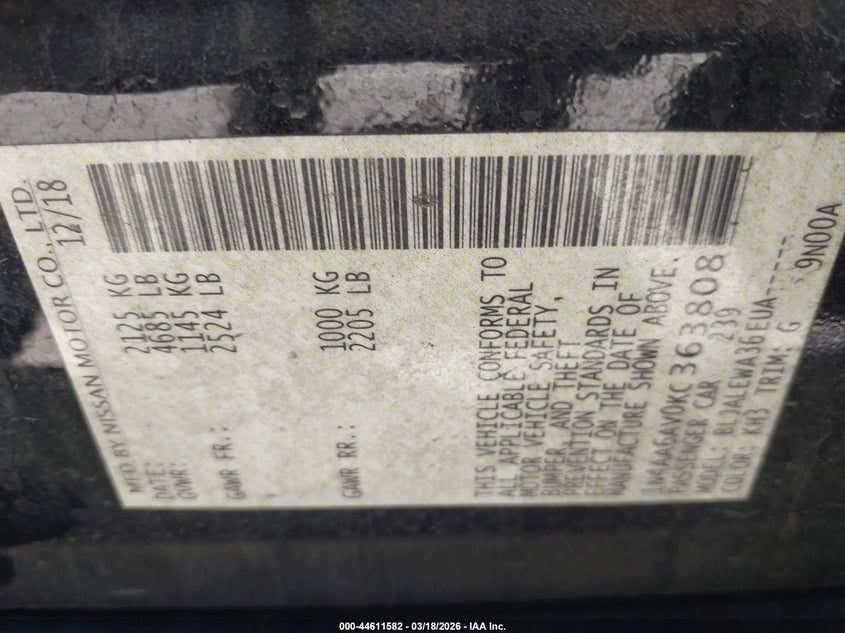 MFD BY NISSAN MOTOR CO., LTD.
DATE: 12/18
GVWR: 2125 KG
4685 LB
GAWR FR.: 1145 KG
2524 LB
GAWR RR.: 1000 KG
2205 LB
THIS VEHICLE CONFORMS TO
ALL APPLICABLE FEDERAL
MOTOR VEHICLE SAFETY,
BUMPER, AND THEFT
PREVENTION STANDARDS IN
EFFECT ON THE DATE OF
MANUFACTURE SHOWN ABOVE.
1N4AA6AV0KC363808
PASSENGER CAR 239
MODEL: BLJALEWA36EUA------
COLOR: KH3 TRIM: G 9N00A
000-44611582 - 03/18/2026 - IAA Inc.